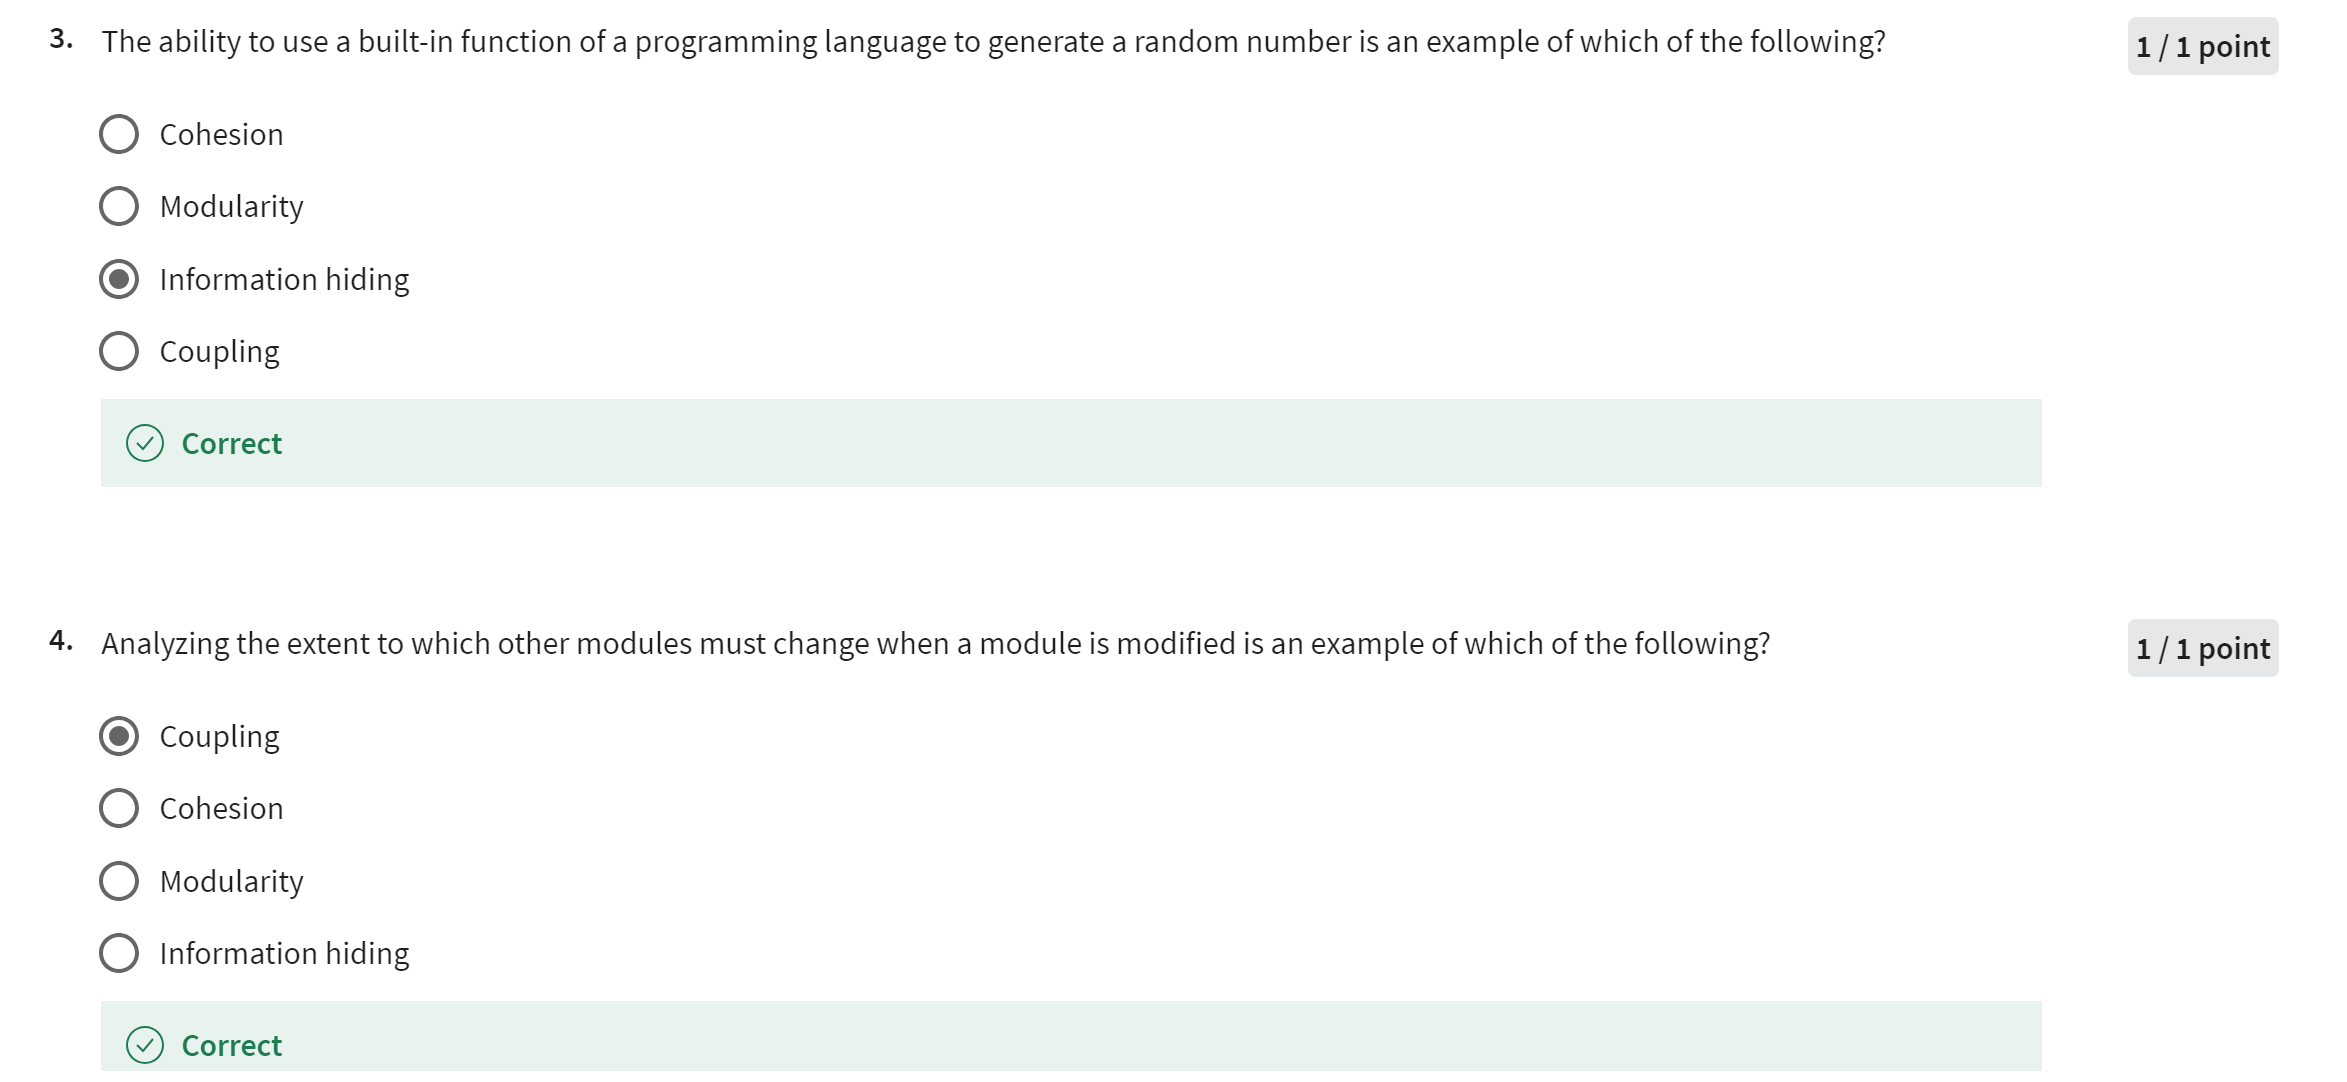 3. The ability to use a built-in function of a programming language to generate a random number is an example of which of the following?
1 / 1 point
Cohesion
Modularity
Information hiding
Coupling
Correct
4. Analyzing the extent to which other modules must change when a module is modified is an example of which of the following?
1 / 1 point
Coupling
Cohesion
Modularity
Information hiding
Correct